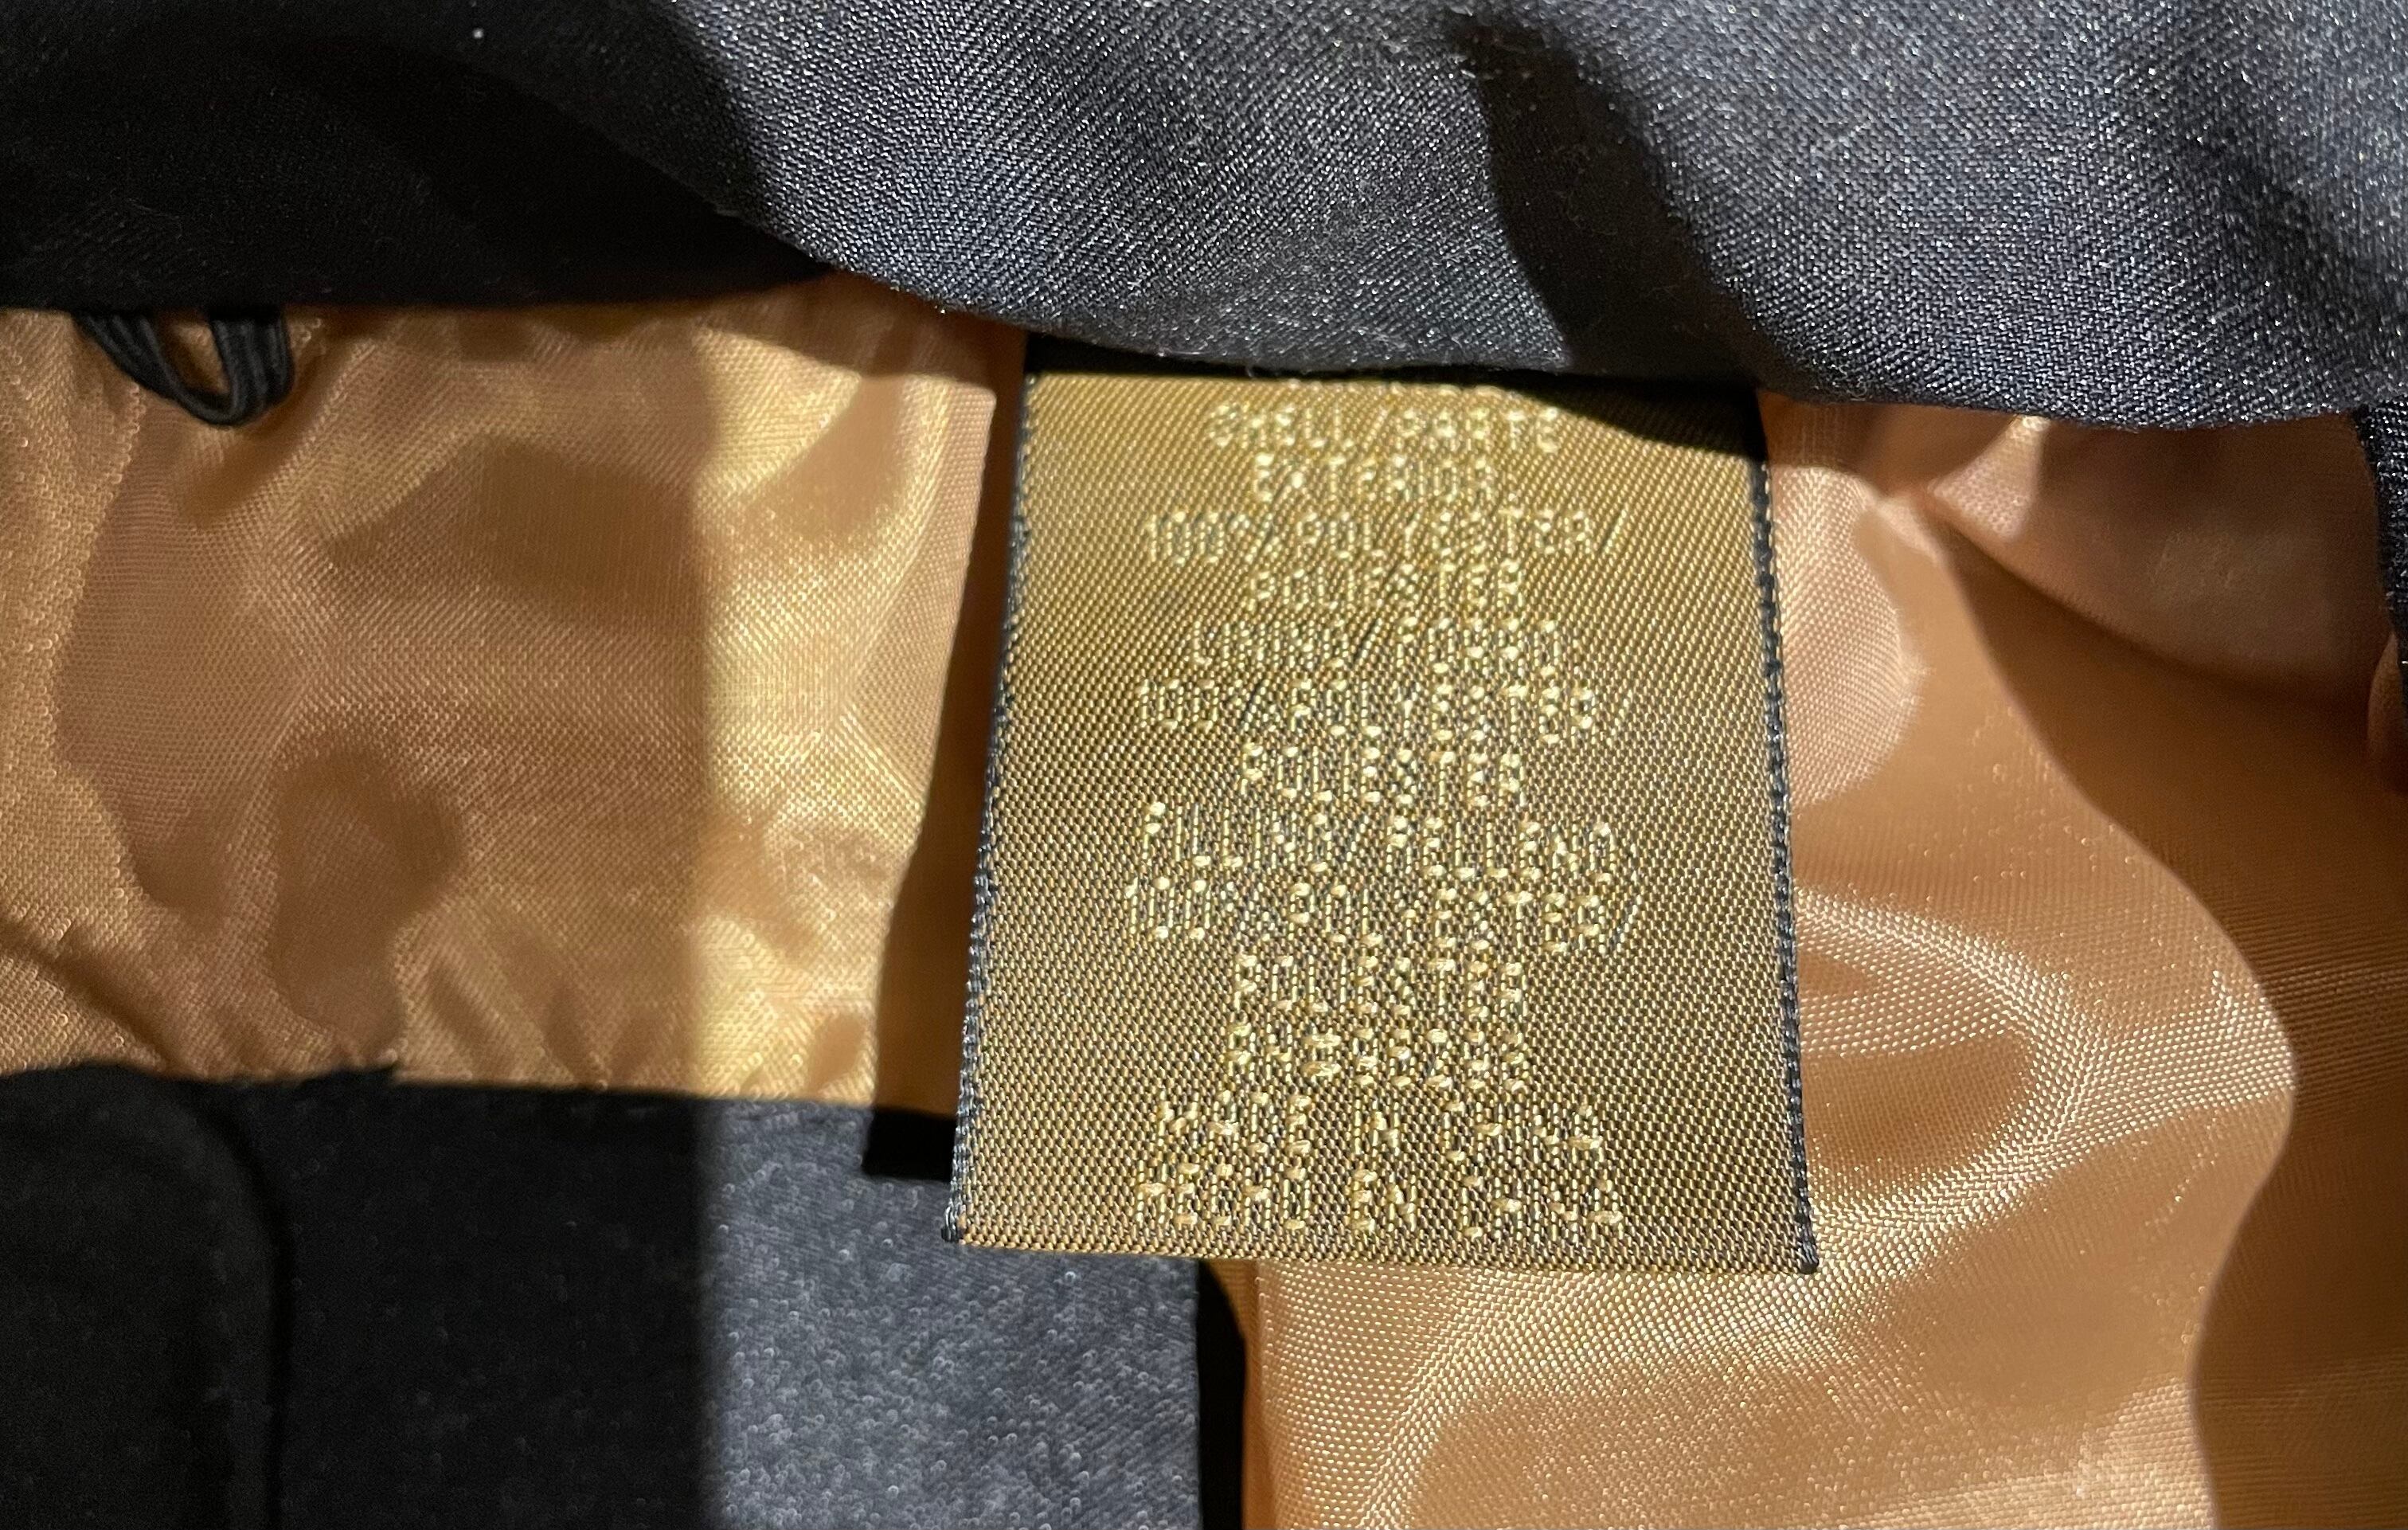 SHELL/PARTE
EXTERIOR:
100% POLYESTER/
POLIESTER
LINING/FORRO:
100% POLYESTER/
POLIESTER
FILLING/RELLENO
100% POLYESTER/
POLIESTER
MADE IN CHINA
HECHO EN CHINA